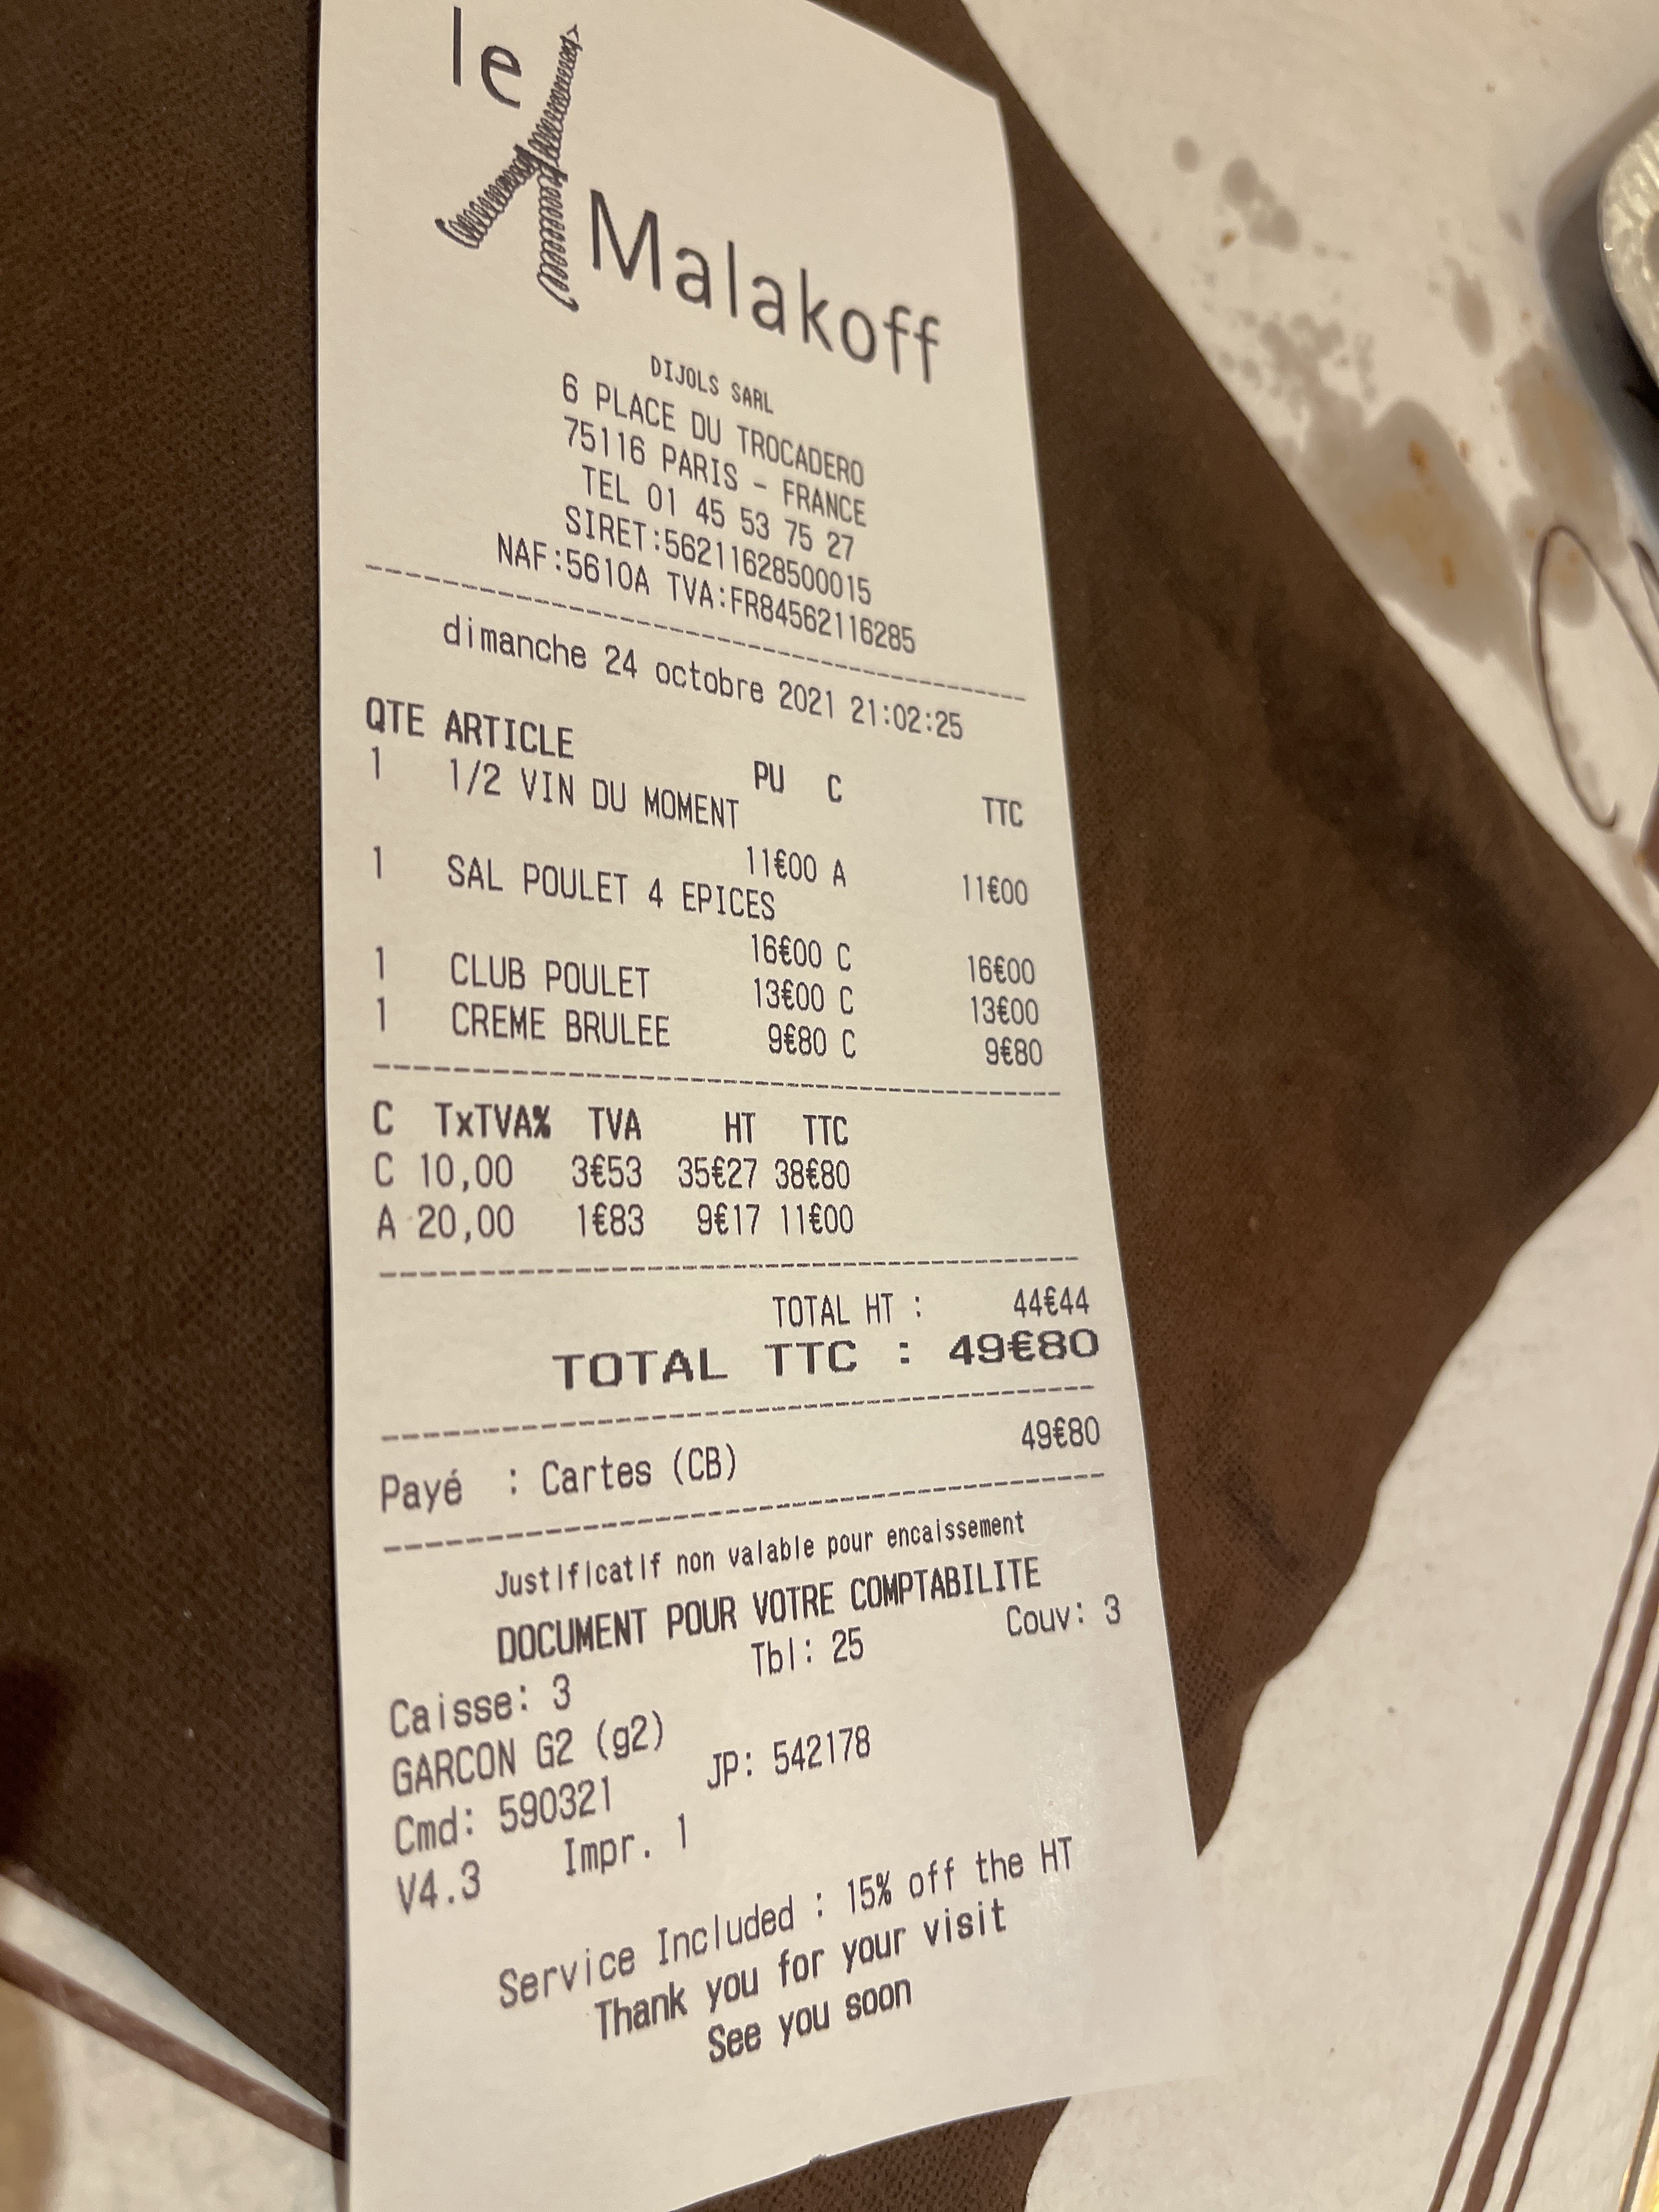 le
Malakoff
DIJOLS SARL
6 PLACE DU TROCADERO
75116 PARIS - FRANCE
TEL 01 45 53 75 27
SIRET:56211628500015
NAF:5610A TVA:FR84562116285
dimanche 24 octobre 2021 21:02:25
QTE ARTICLE PU C TTC
1 1/2 VIN DU MOMENT
11€00 A 11€00
1 SAL POULET 4 EPICES
16€00 C 16€00
1 CLUB POULET 13€00 C 13€00
1 CREME BRULEE 9€80 C 9€80
C TxTVA% TVA HT TTC
C 10,00 3€53 35€27 38€80
A 20,00 1€83 9€17 11€00
TOTAL HT : 44€44
TOTAL TTC : 49€80
Payé : Cartes (CB) 49€80
Justificatif non valable pour encaissement
DOCUMENT POUR VOTRE COMPTABILITE
Caisse: 3 Tbl: 25 Couv: 3
GARCON G2 (g2)
Cmd: 590321 JP: 542178
V4.3 Impr. 1
Service Included : 15% off the HT
Thank you for your visit
See you soon